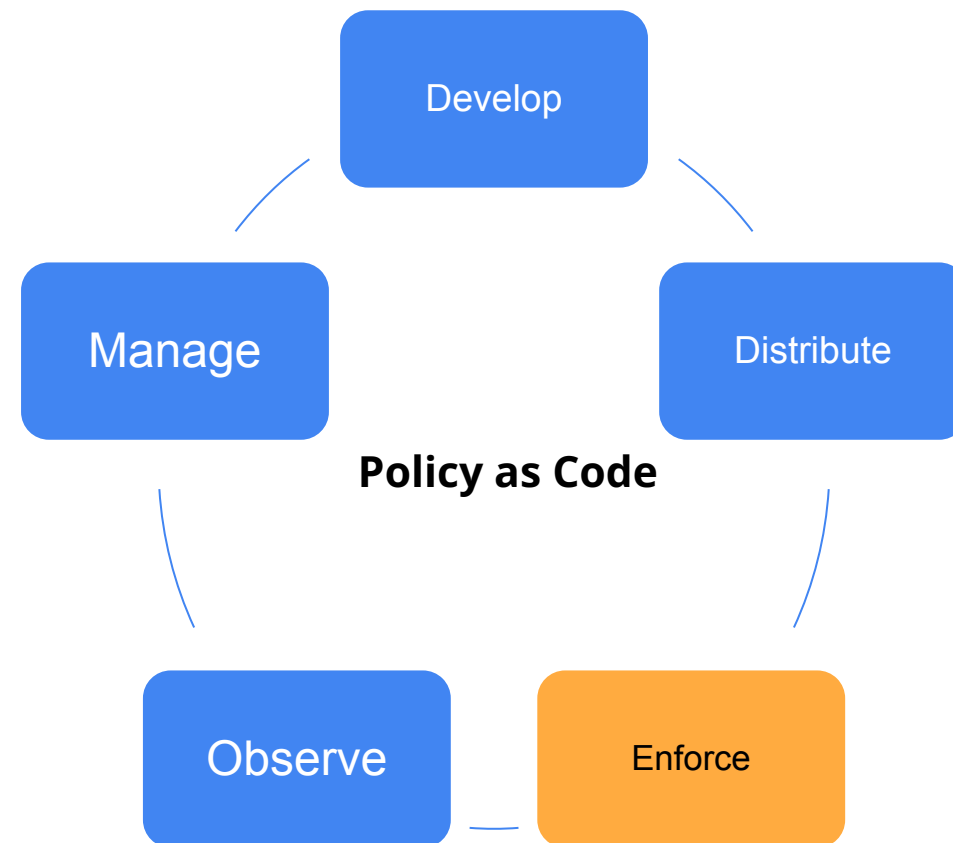 Develop
Manage
Distribute
Policy as Code
Observe
Enforce